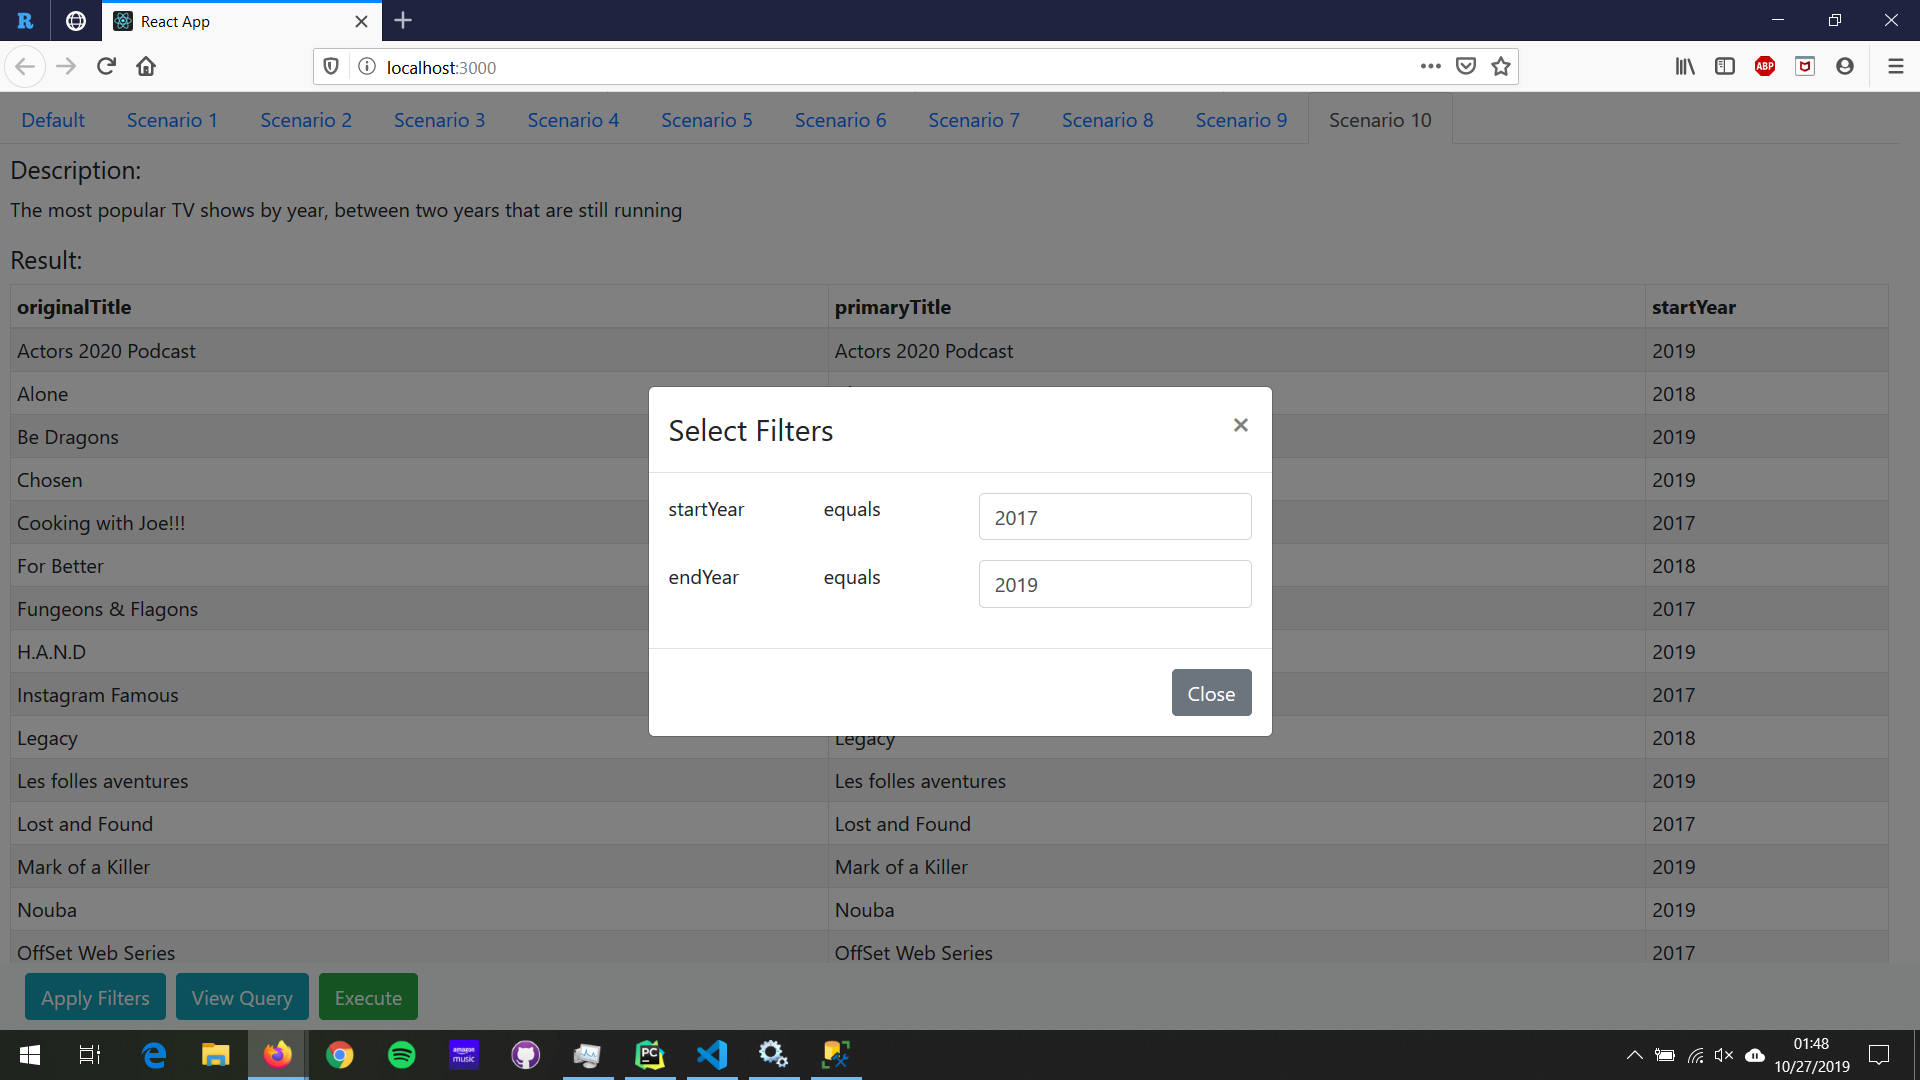 R React App
localhost:3000 ABP
Default Scenario 1 Scenario 2 Scenario 3 Scenario 4 Scenario 5 Scenario 6 Scenario 7 Scenario 8 Scenario 9 Scenario 10
Description:
The most popular TV shows by year, between two years that are still running
Result:
originalTitle primaryTitle startYear
Actors 2020 Podcast Actors 2020 Podcast 2019
Alone 2018
Be Dragons 2019
Chosen 2019
Cooking with Joe!!! 2017
For Better 2018
Fungeons & Flagons 2017
H.A.N.D 2019
Instagram Famous 2017
Legacy Legacy 2018
Les folles aventures Les folles aventures 2019
Lost and Found Lost and Found 2017
Mark of a Killer Mark of a Killer 2019
Nouba Nouba 2019
OffSet Web Series OffSet Web Series 2017
Select Filters ×
startYear equals 2017
endYear equals 2019
Close
Apply Filters View Query Execute
amazon music PC 01:48
10/27/2019